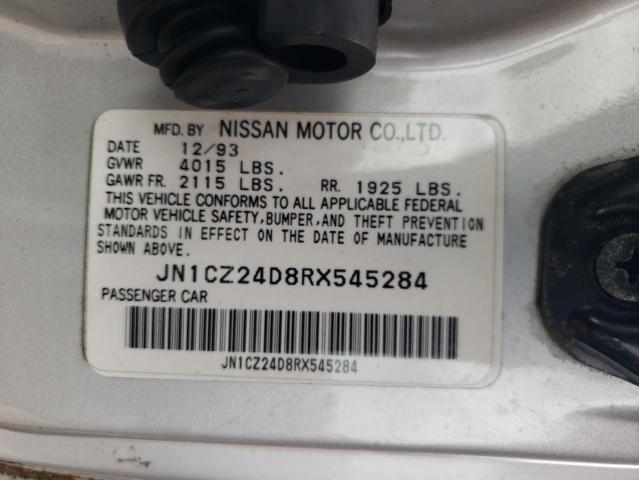 MFD. BY NISSAN MOTOR CO.,LTD.
DATE 12/93
GVWR 4015 LBS.
GAWR FR. 2115 LBS. RR. 1925 LBS.
THIS VEHICLE CONFORMS TO ALL APPLICABLE FEDERAL
MOTOR VEHICLE SAFETY, BUMPER, AND THEFT PREVENTION
STANDARDS IN EFFECT ON THE DATE OF MANUFACTURE
SHOWN ABOVE.
JN1CZ24D8RX545284
PASSENGER CAR
JN1CZ24D8RX545284